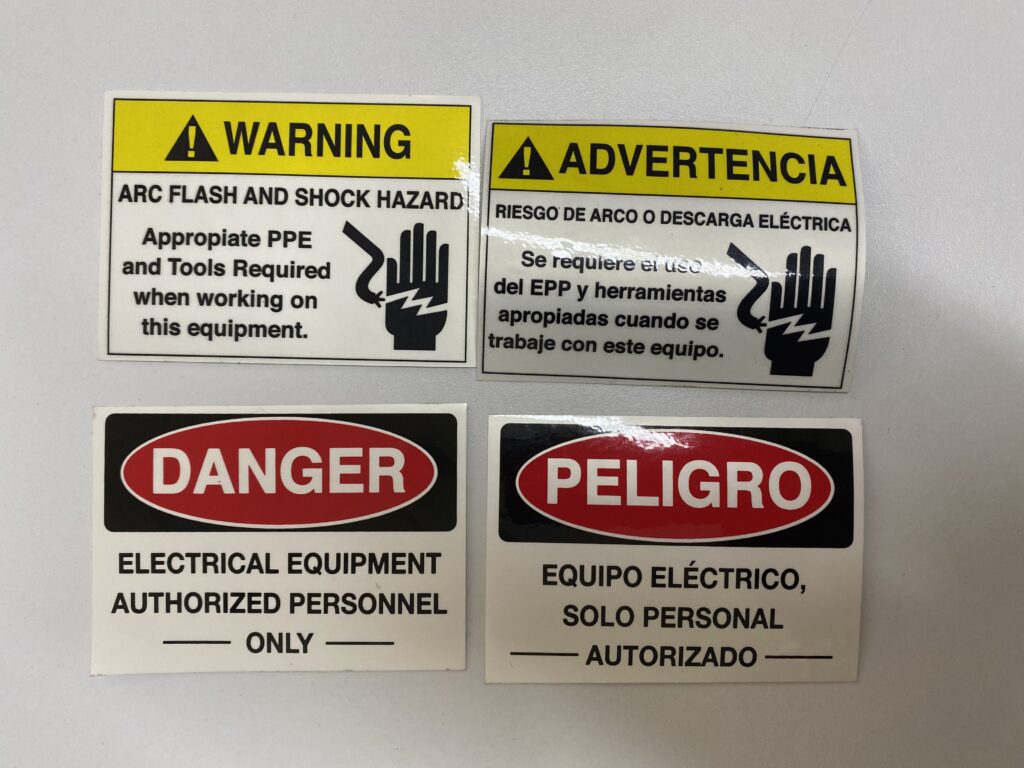 WARNING
ARC FLASH AND SHOCK HAZARD
Appropiate PPE
and Tools Required
when working on
this equipment.
ADVERTENCIA
RIESGO DE ARCO O DESCARGA ELÉCTRICA
Se requiere el uso
del EPP y herramientas
apropiadas cuando se
trabaje con este equipo.
DANGER
ELECTRICAL EQUIPMENT
AUTHORIZED PERSONNEL
ONLY
PELIGRO
EQUIPO ELÉCTRICO,
SOLO PERSONAL
AUTORIZADO